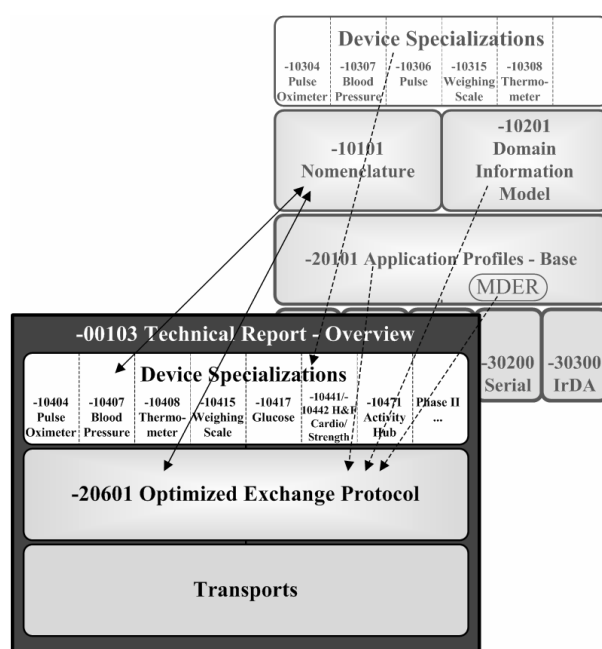 Device Specializations
-10304
Pulse
Oximeter
-10307
Blood
Pressure
-10306
Pulse
-10315
Weighing
Scale
-10308
Thermo-
meter
-10101
Nomenclature
-10201
Domain
Information
Model
-20101 Application Profiles - Base
MDER
-30200
Serial
-30300
IrDA
-00103 Technical Report - Overview
Device Specializations
-10404
Pulse
Oximeter
-10407
Blood
Pressure
-10408
Thermo-
meter
-10415
Weighing
Scale
-10417
Glucose
-10441/-
10442 H&F
Cardio/
Strength
-10471
Activity
Hub
Phase II
...
-20601 Optimized Exchange Protocol
Transports